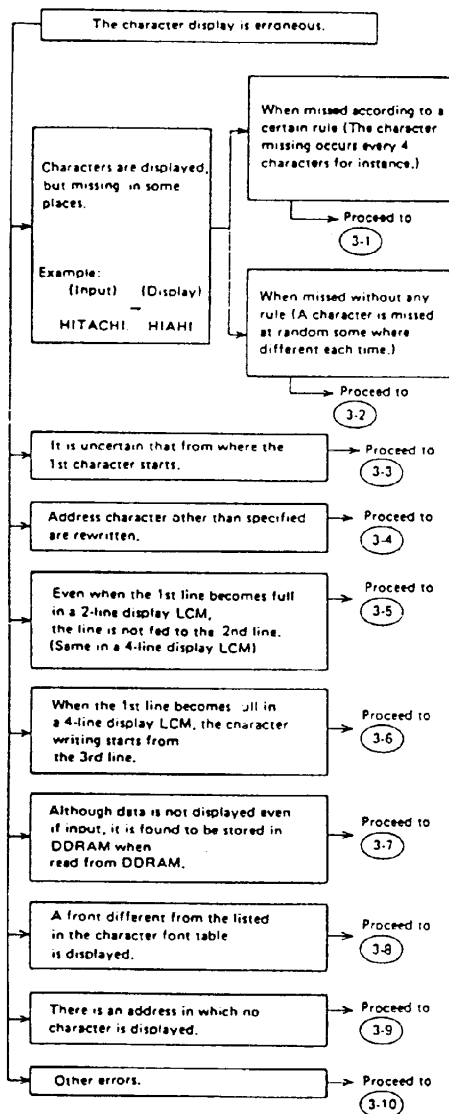 The character display is erroneous.
Characters are displayed,
but missing in some
places.
Example:
(Input) (Display)
HITACHI. HIAHI
When missed according to a
certain rule (The character
missing occurs every 4
characters for instance.)
Proceed to
3-1
When missed without any
rule (A character is missed
at random some where
different each time.)
Proceed to
3-2
It is uncertain that from where the
1st character starts.
Proceed to
3-3
Address character other than specified
are rewritten.
Proceed to
3-4
Even when the 1st line becomes full
in a 2-line display LCM,
the line is not fed to the 2nd line.
(Same in a 4-line display LCM)
Proceed to
3-5
When the 1st line becomes full in
a 4-line display LCM, the character
writing starts from
the 3rd line.
Proceed to
3-6
Although data is not displayed even
if input, it is found to be stored in
DDRAM when
read from DDRAM.
Proceed to
3-7
A front different from the listed
in the character font table
is displayed.
Proceed to
3-8
There is an address in which no
character is displayed.
Proceed to
3-9
Other errors.
Proceed to
3-10